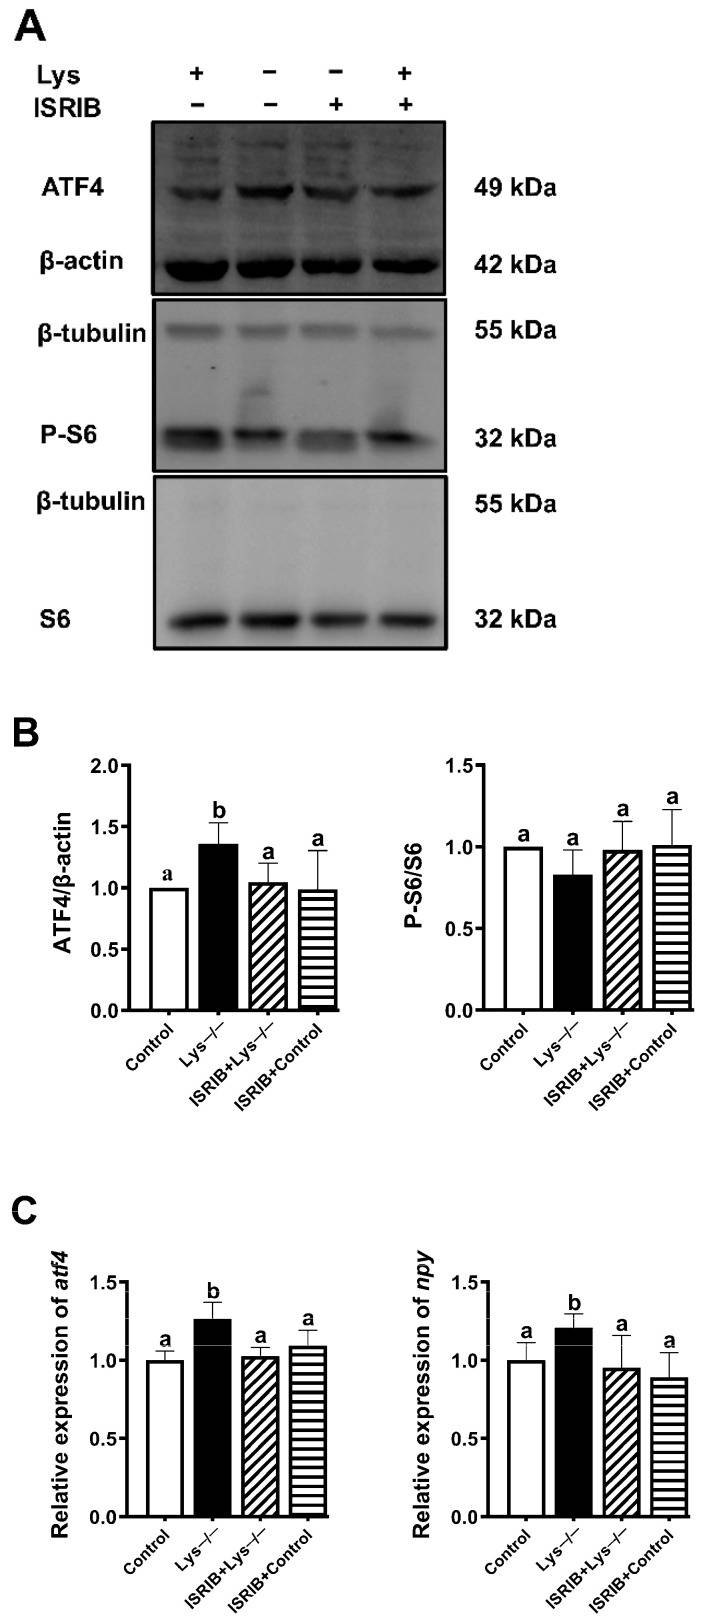 A
Lys + − − +
ISRIB − − + +
ATF4 49 kDa
β-actin 42 kDa
β-tubulin 55 kDa
P-S6 32 kDa
β-tubulin 55 kDa
S6 32 kDa
B
ATF4/β-actin
2.0
1.5
1.0
0.5
0.0
a b a a
Control Lys−/− ISRIB+Lys−/− ISRIB+Control
P-S6/S6
1.5
1.0
0.5
0.0
a a a a
Control Lys−/− ISRIB+Lys−/− ISRIB+Control
C
Relative expression of atf4
1.5
1.0
0.5
0.0
a b a a
Control Lys−/− ISRIB+Lys−/− ISRIB+Control
Relative expression of npy
1.5
1.0
0.5
0.0
a b a a
Control Lys−/− ISRIB+Lys−/− ISRIB+Control